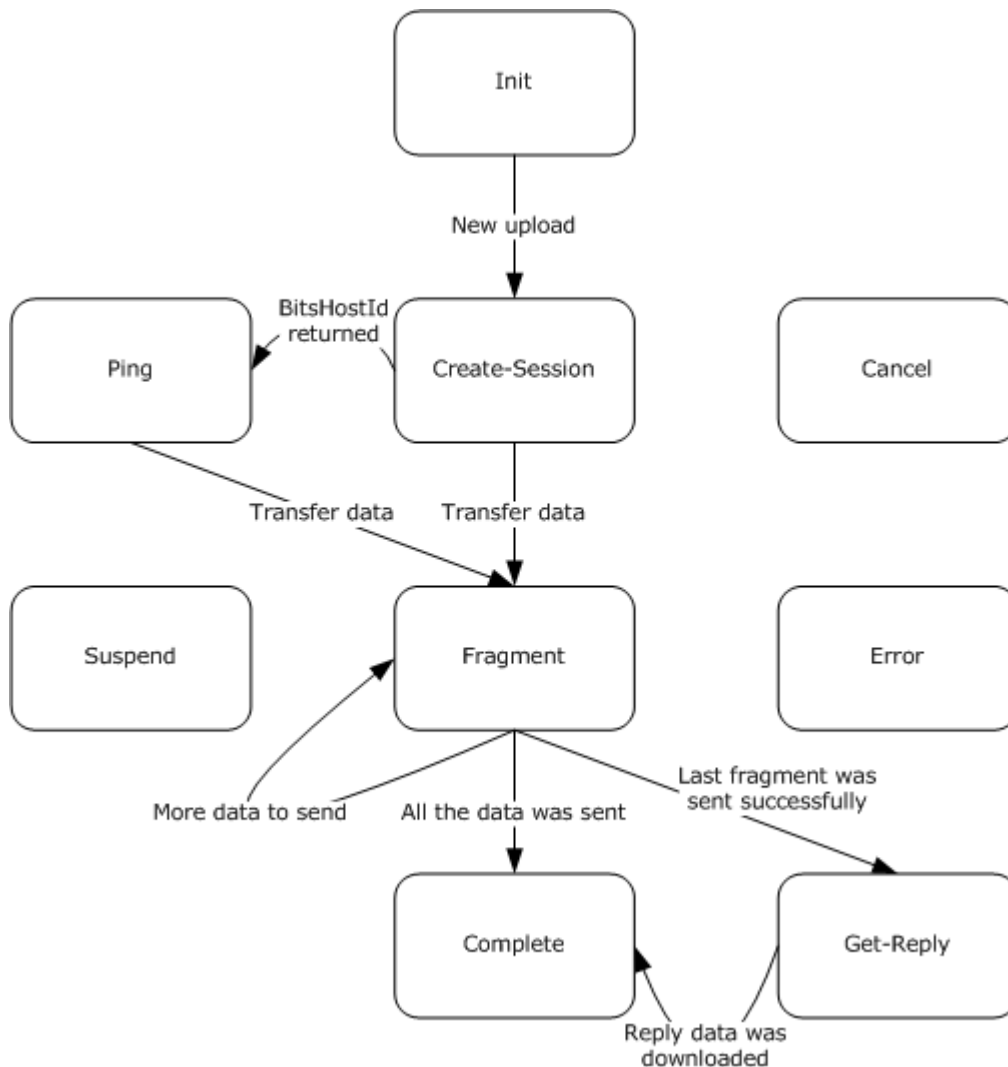 Init
New upload
BitsHostId
returned
Ping
Create-Session
Cancel
Transfer data
Transfer data
Suspend
Fragment
Error
More data to send
All the data was sent
Last fragment was
sent successfully
Complete
Get-Reply
Reply data was
downloaded